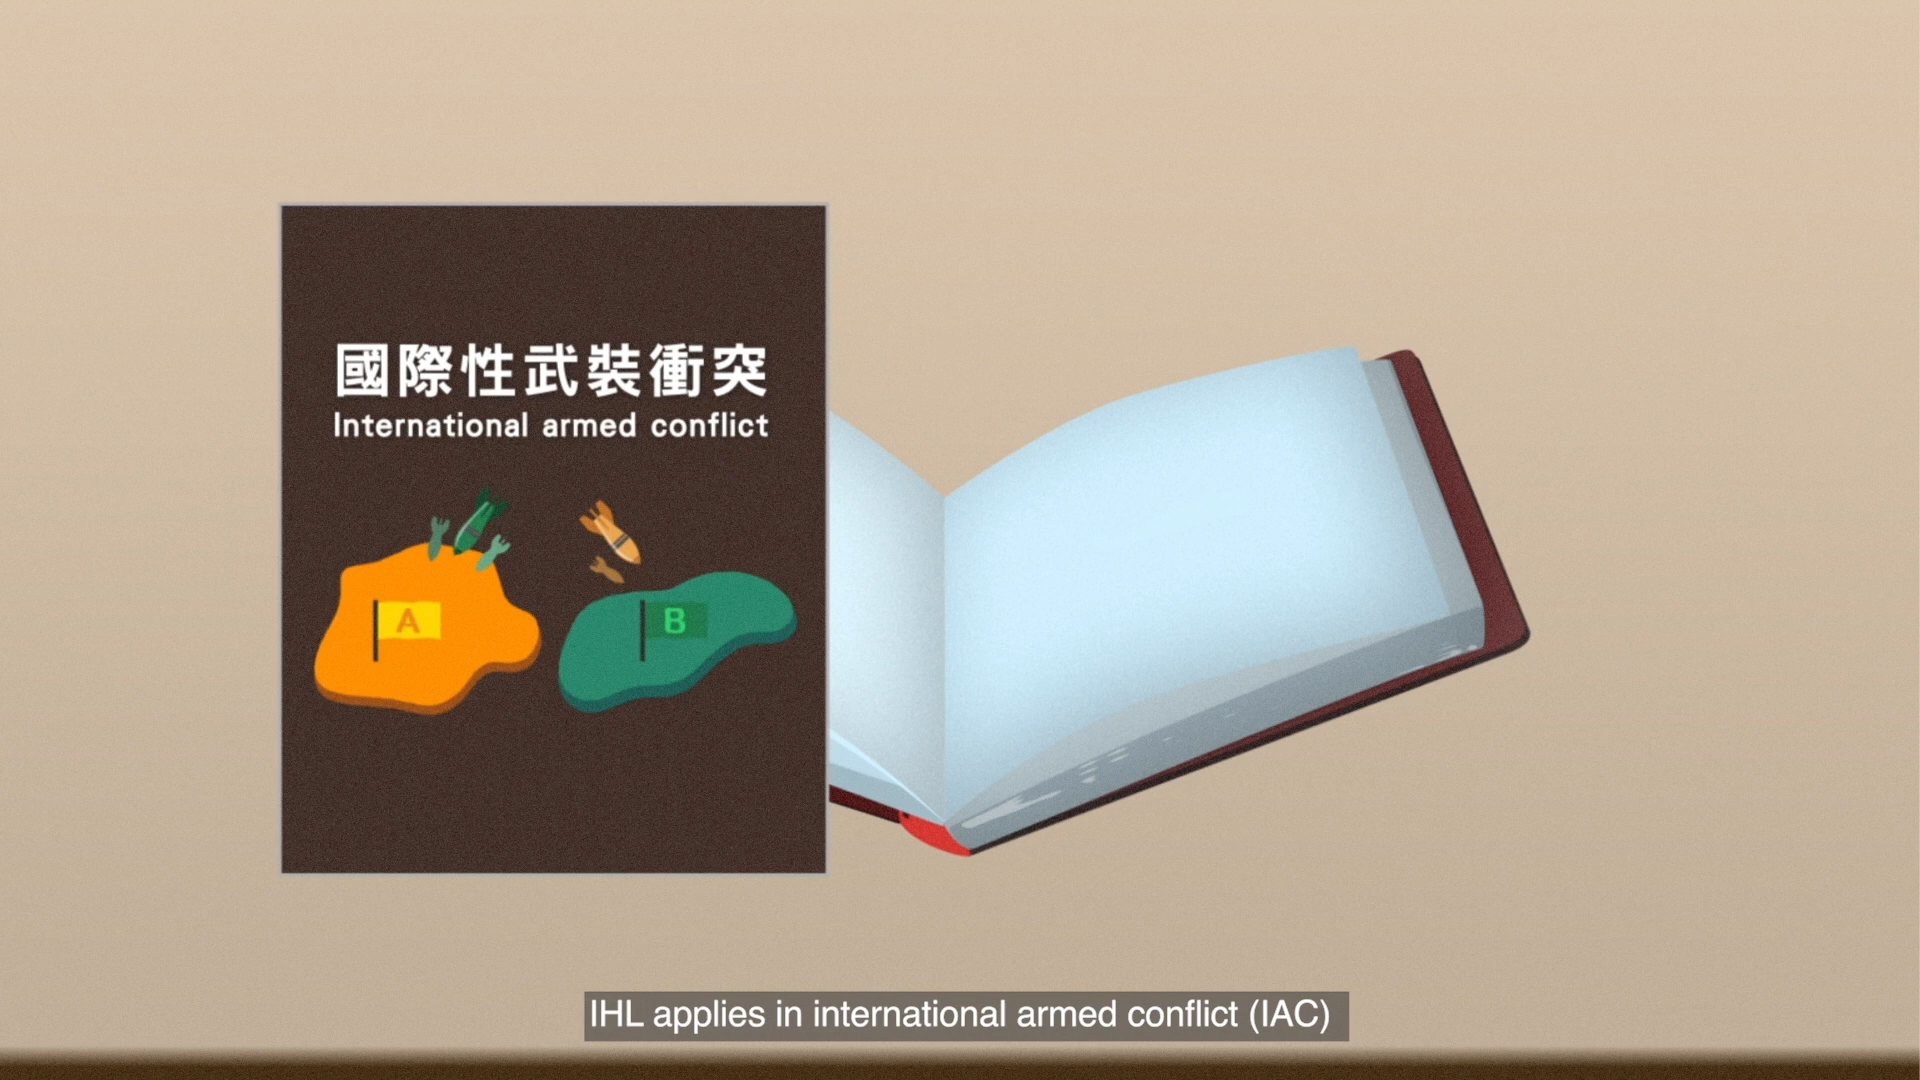 國際性武裝衝突
International armed conflict
A
B
IHL applies in international armed conflict (IAC)